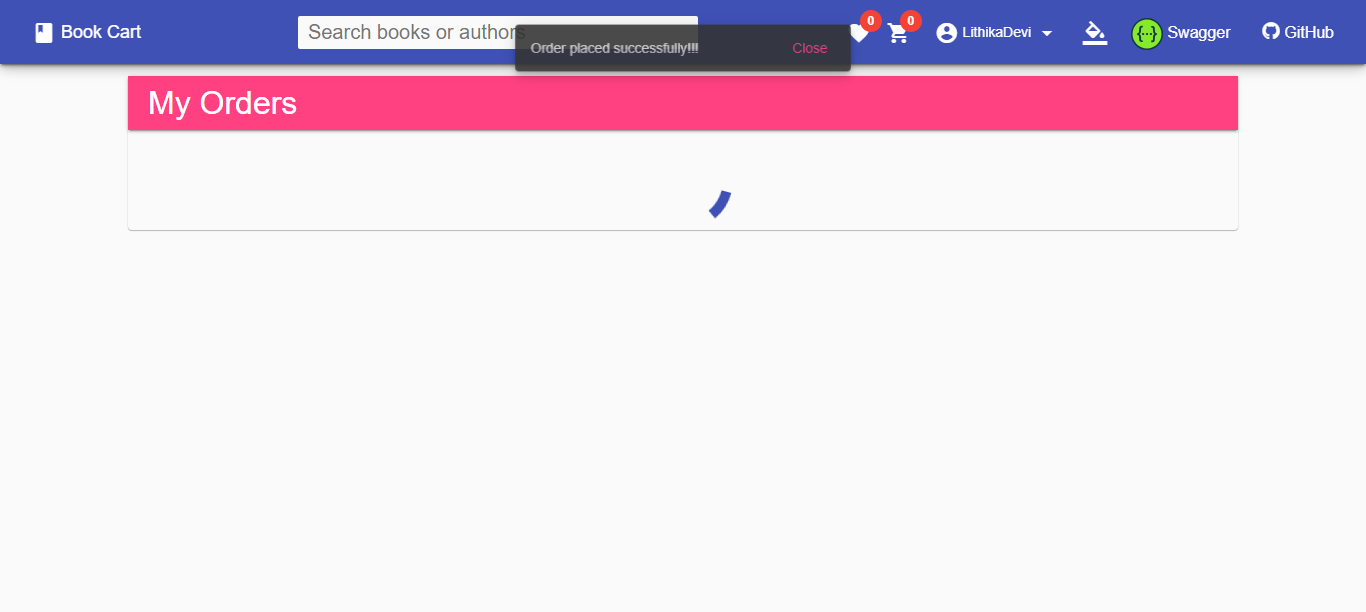 Book Cart
Search books or authors
0
0
LithikaDevi
{··}
Swagger
GitHub
Order placed successfully!!!
Close
My Orders